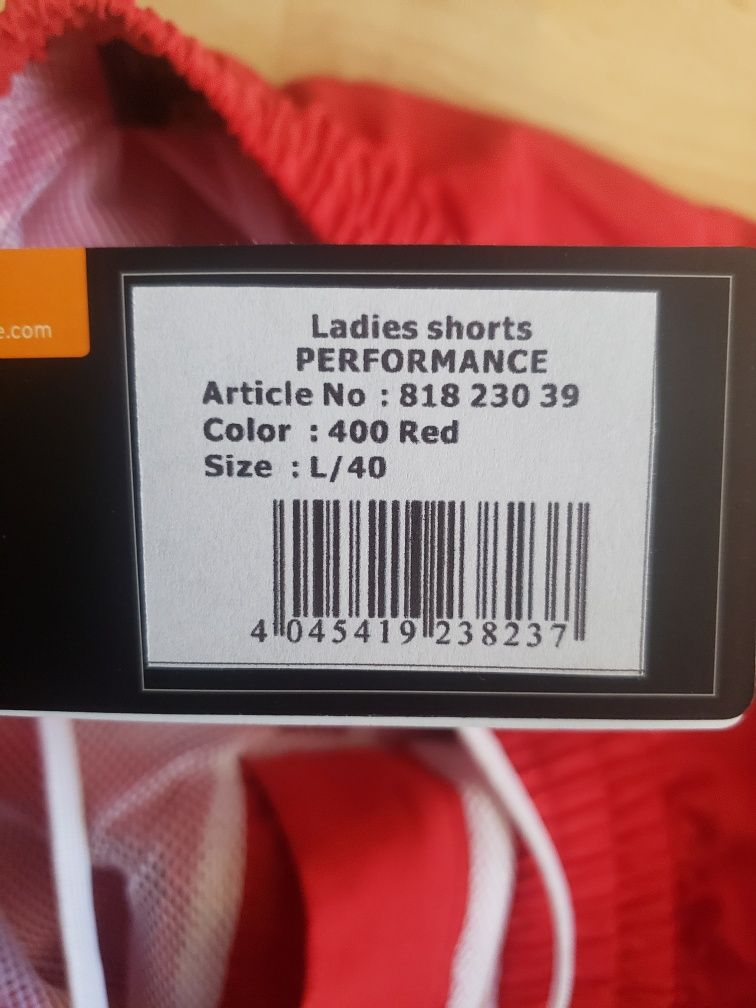 e.com
Ladies shorts
PERFORMANCE
Article No : 818 230 39
Color : 400 Red
Size : L/40
4 045419 238237